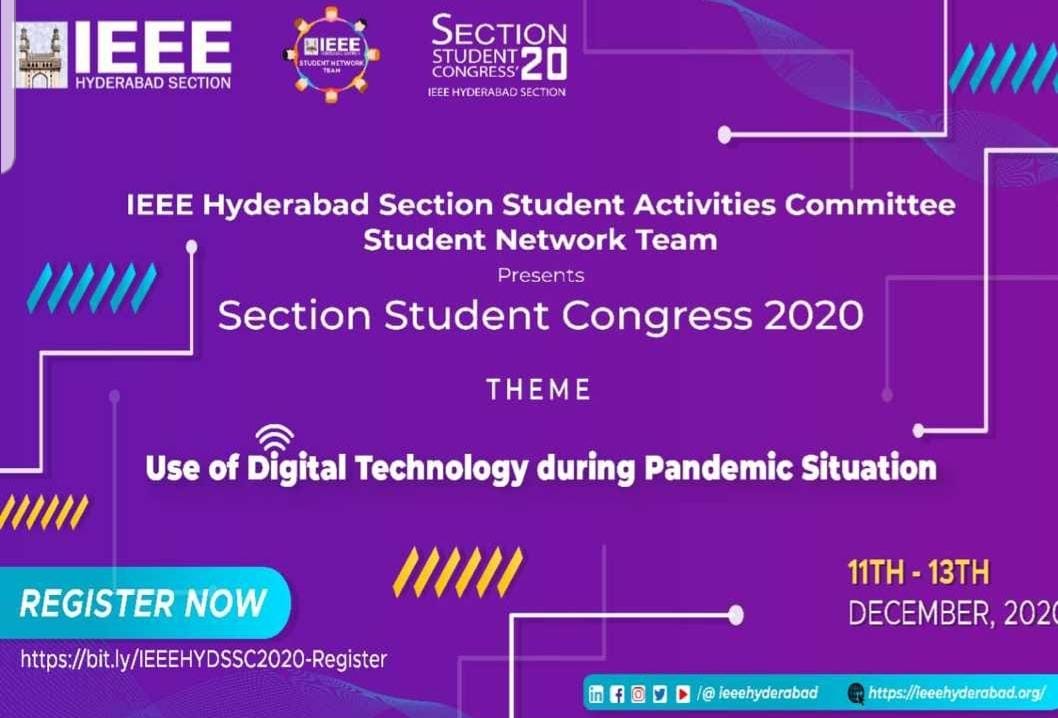 IEEE
HYDERABAD SECTION
IEEE
STUDENT NETWORK
TEAM
SECTION
STUDENT
CONGRESS'20
IEEE HYDERABAD SECTION
IEEE Hyderabad Section Student Activities Committee
Student Network Team
Presents
Section Student Congress 2020
THEME
Use of Digital Technology during Pandemic Situation
11TH - 13TH
DECEMBER, 2020
REGISTER NOW
https://bit.ly/IEEEHYDSSC2020-Register
/@ieeehyderabad https://ieeehyderabad.org/